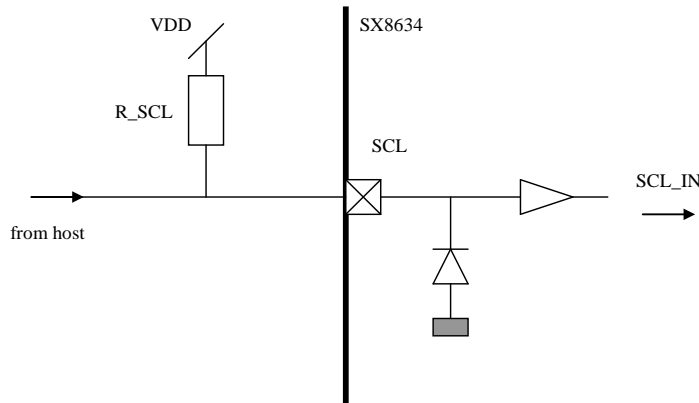 VDD
SX8634
R_SCL
SCL
SCL_IN
from host